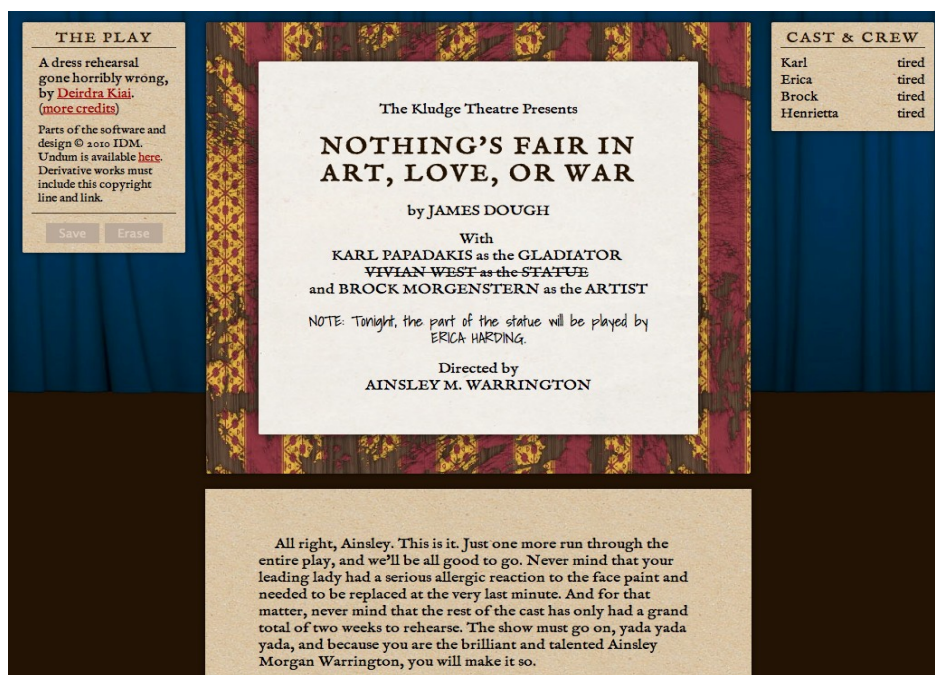 THE PLAY
A dress rehearsal
gone horribly wrong,
by Deirdra Kiai.
(more credits)
Parts of the software and
design © 2010 IDM.
Undum is available here.
Derivative works must
include this copyright
line and link.
Save Erase
The Kludge Theatre Presents
NOTHING'S FAIR IN
ART, LOVE, OR WAR
by JAMES DOUGH
With
KARL PAPADAKIS as the GLADIATOR
VIVIAN WEST as the STATUE
and BROCK MORGENSTERN as the ARTIST
NOTE: Tonight, the part of the statue will be played by
ERICA HARDING.
Directed by
AINSLEY M. WARRINGTON
All right, Ainsley. This is it. Just one more run through the
entire play, and we'll be all good to go. Never mind that your
leading lady had a serious allergic reaction to the face paint and
needed to be replaced at the very last minute. And for that
matter, never mind that the rest of the cast has only had a grand
total of two weeks to rehearse. The show must go on, yada yada
yada, and because you are the brilliant and talented Ainsley
Morgan Warrington, you will make it so.
CAST & CREW
Karl tired
Erica tired
Brock tired
Henrietta tired